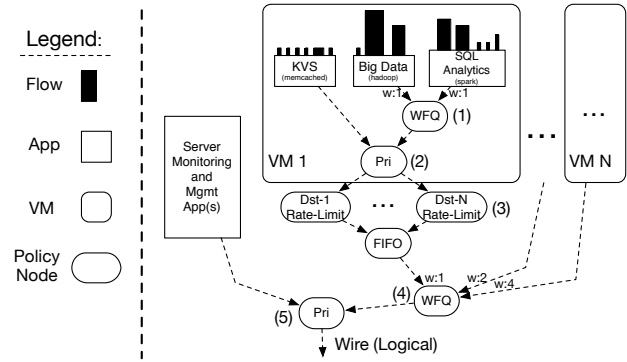 Legend:
Flow
App
VM
Policy
Node
Server
Monitoring
and
Mgmt
App(s)
KVS
(memcached)
Big Data
(hadoop)
SQL
Analytics
(spark)
w:1
w:1
WFQ
(1)
Pri
(2)
VM 1
...
...
VM N
Dst-1
Rate-Limit
...
Dst-N
Rate-Limit
(3)
FIFO
w:1
w:2
w:4
(4)
WFQ
(5)
Pri
Wire (Logical)